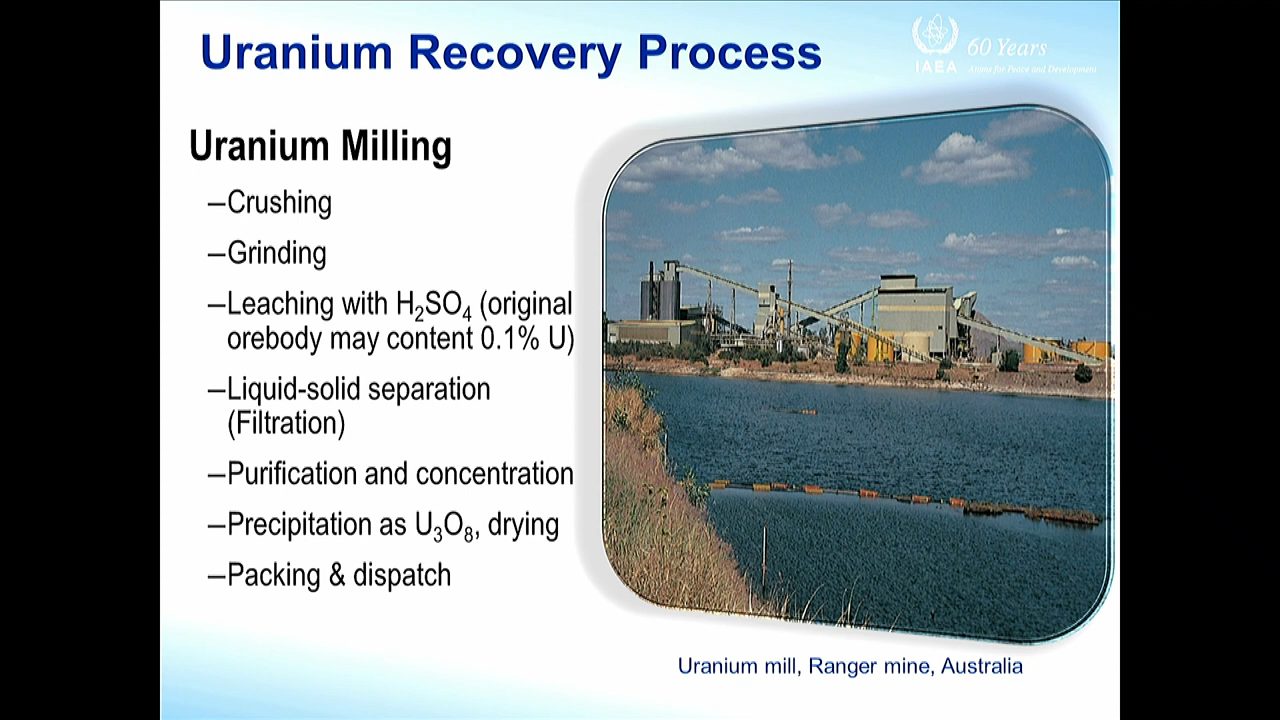 Uranium Recovery Process
IAEA
60 Years
Atoms for Peace and Development
Uranium Milling
–Crushing
–Grinding
–Leaching with H₂SO₄ (original
orebody may content 0.1% U)
–Liquid-solid separation
(Filtration)
–Purification and concentration
–Precipitation as U₃O₈, drying
–Packing & dispatch
Uranium mill, Ranger mine, Australia